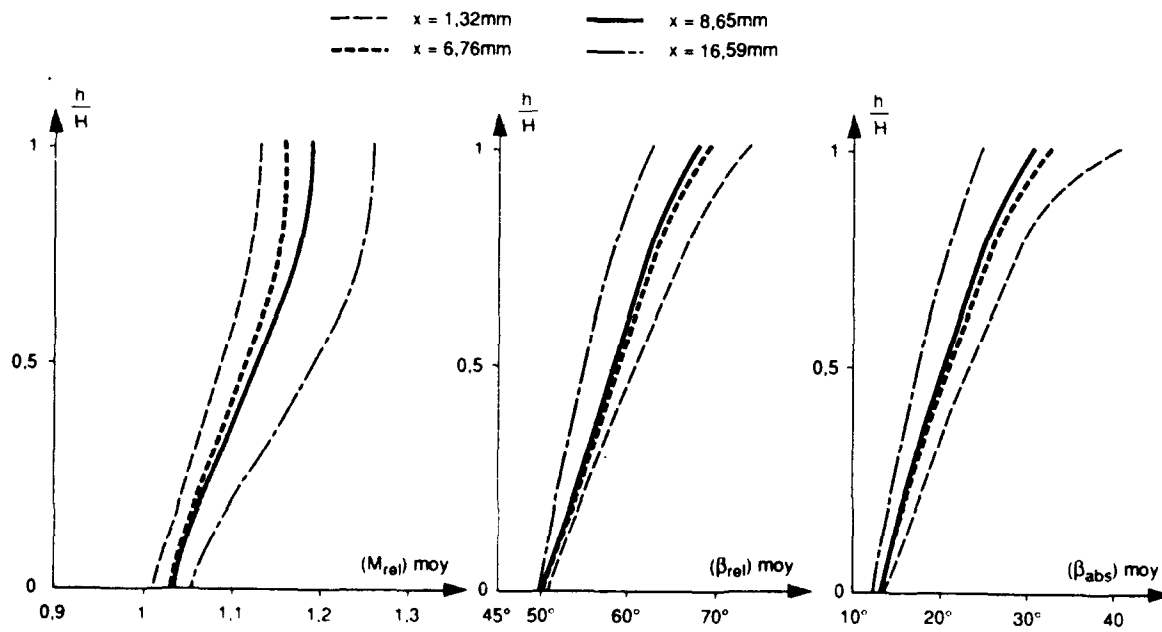 x = 1,32mm x = 8,65mm
x = 6,76mm x = 16,59mm
h/H h/H h/H
1 1 1
0,5 0,5 0,5
(M_rel) moy (β_rel) moy (β_abs) moy
0 0 0
0,9 1 1,1 1,2 1,3 45° 50° 60° 70° 10° 20° 30° 40